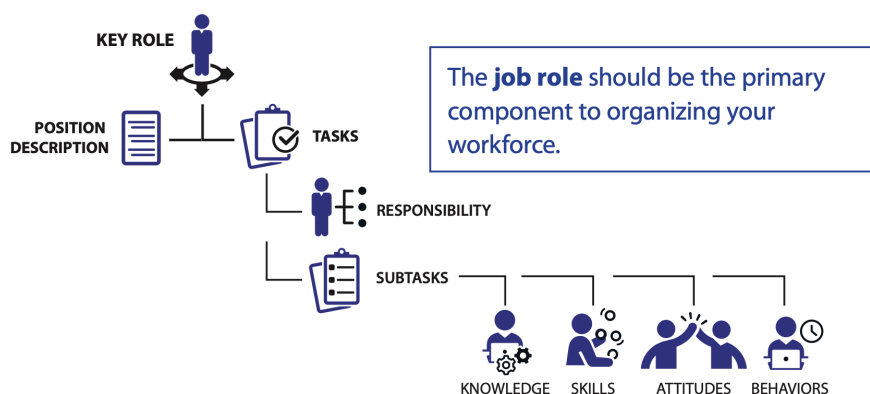 KEY ROLE
The job role should be the primary
component to organizing your
workforce.
POSITION
DESCRIPTION
TASKS
RESPONSIBILITY
SUBTASKS
KNOWLEDGE
SKILLS
ATTITUDES
BEHAVIORS